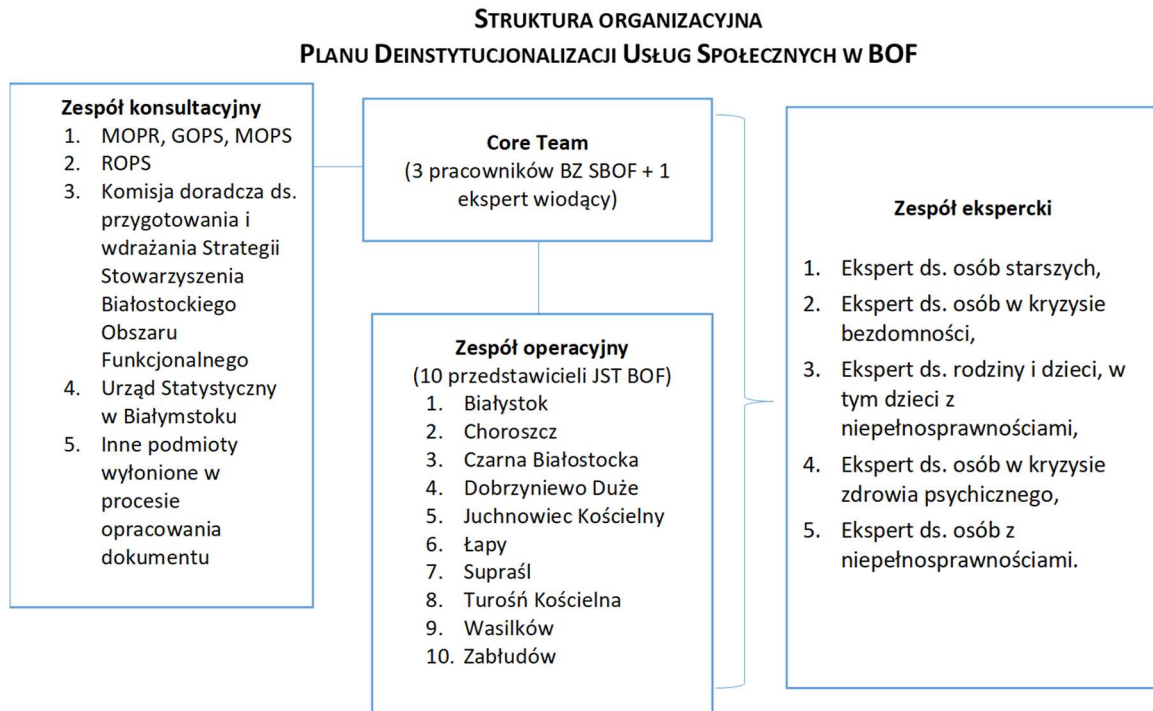 STRUKTURA ORGANIZACYJNA
PLANU DEINSTYTUCJONALIZACJI USŁUG SPOŁECZNYCH W BOF
Zespół konsultacyjny
1. MOPR, GOPS, MOPS
2. ROPS
3. Komisja doradcza ds.
przygotowania i
wdrażania Strategii
Stowarzyszenia
Białostockiego
Obszaru
Funkcjonalnego
4. Urząd Statystyczny
w Białymstoku
5. Inne podmioty
wyłonione w
procesie
opracowania
dokumentu
Core Team
(3 pracowników BZ SBOF + 1
ekspert wiodący)
Zespół operacyjny
(10 przedstawicieli JST BOF)
1. Białystok
2. Choroszcz
3. Czarna Białostocka
4. Dobrzyniewo Duże
5. Juchnowiec Kościelny
6. Łapy
7. Supraśl
8. Turośń Kościelna
9. Wasilków
10. Zabłudów
Zespół ekspercki
1. Ekspert ds. osób starszych,
2. Ekspert ds. osób w kryzysie
bezdomności,
3. Ekspert ds. rodziny i dzieci, w
tym dzieci z
niepełnosprawnościami,
4. Ekspert ds. osób w kryzysie
zdrowia psychicznego,
5. Ekspert ds. osób z
niepełnosprawnościami.